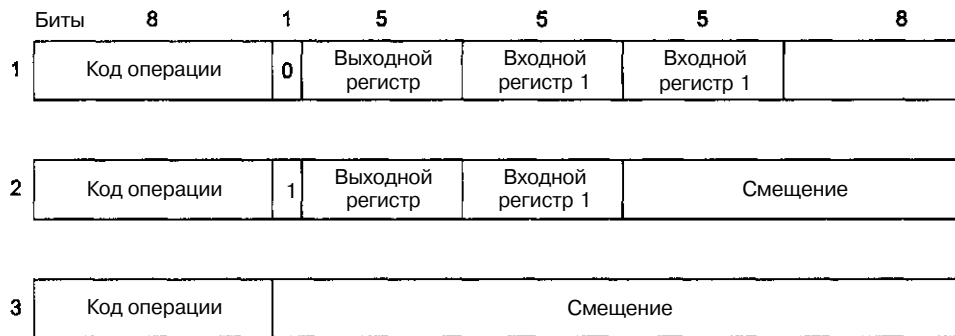 Биты 8 1 5 5 5 8
1 Код операции 0 Выходной регистр Входной регистр 1 Входной регистр 1
2 Код операции 1 Выходной регистр Входной регистр 1 Смещение
3 Код операции Смещение